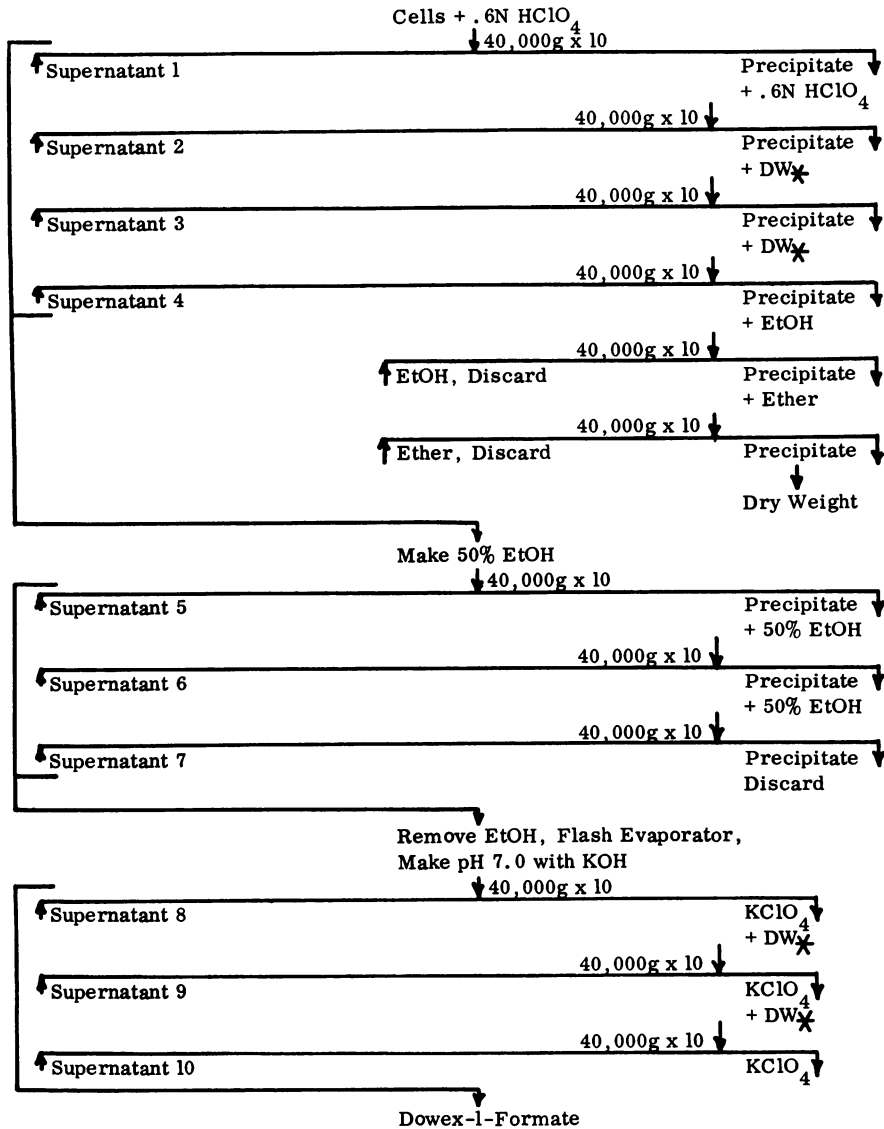 Cells + .6N HClO4
40,000g x 10
Supernatant 1
Precipitate
+ .6N HClO4
40,000g x 10
Supernatant 2
Precipitate
+ DW*
40,000g x 10
Supernatant 3
Precipitate
+ DW*
40,000g x 10
Supernatant 4
Precipitate
+ EtOH
40,000g x 10
EtOH, Discard
Precipitate
+ Ether
40,000g x 10
Ether, Discard
Precipitate
Dry Weight
Make 50% EtOH
40,000g x 10
Supernatant 5
Precipitate
+ 50% EtOH
40,000g x 10
Supernatant 6
Precipitate
+ 50% EtOH
40,000g x 10
Supernatant 7
Precipitate
Discard
Remove EtOH, Flash Evaporator,
Make pH 7.0 with KOH
40,000g x 10
Supernatant 8
KClO4
+ DW*
40,000g x 10
Supernatant 9
KClO4
+ DW*
40,000g x 10
Supernatant 10
KClO4
Dowex-1-Formate